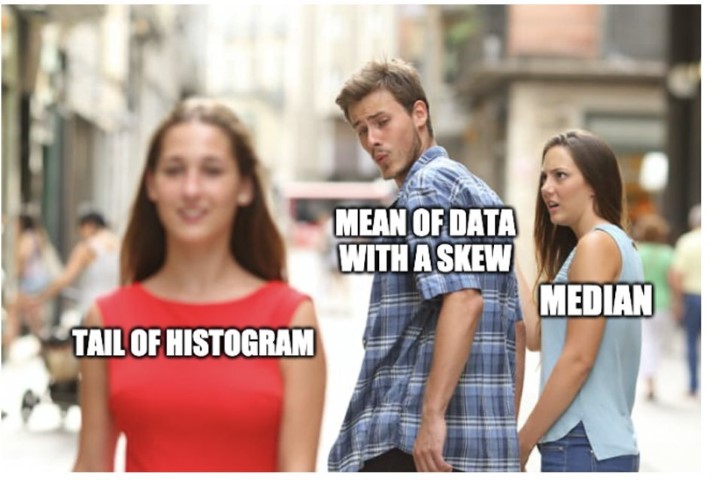 MEAN OF DATA
WITH A SKEW
MEDIAN
TAIL OF HISTOGRAM